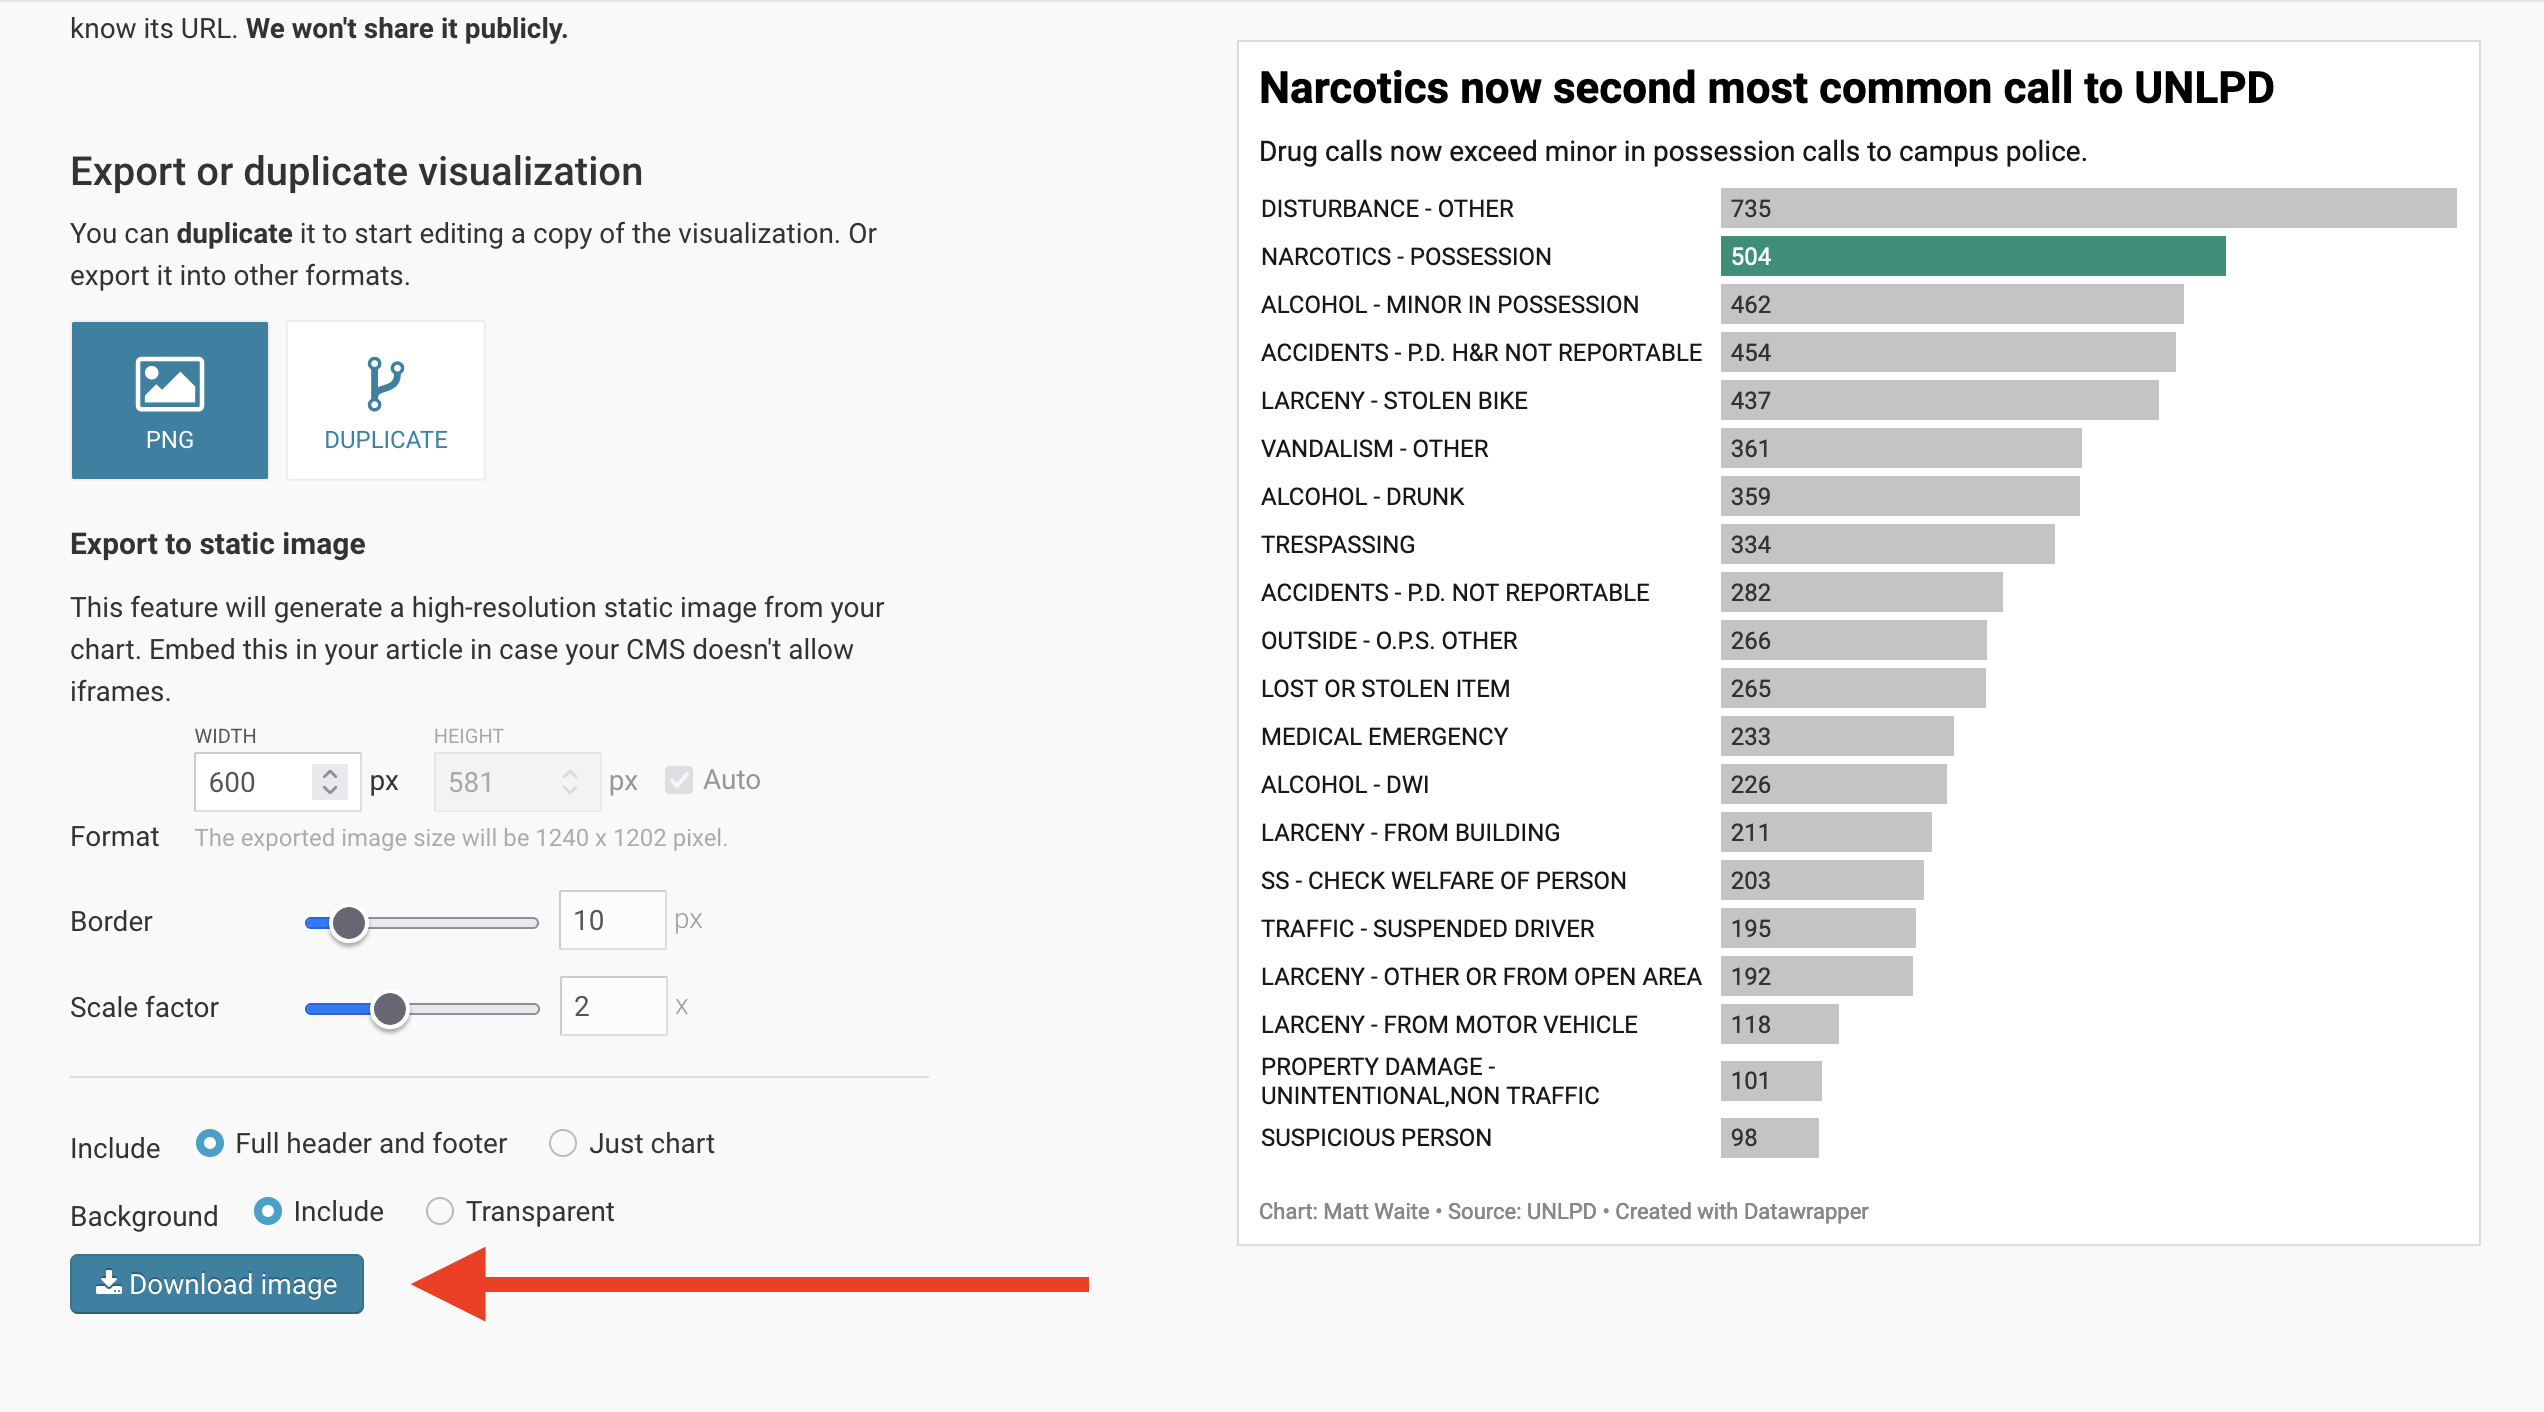 know its URL. We won't share it publicly.
Export or duplicate visualization
You can duplicate it to start editing a copy of the visualization. Or
export it into other formats.
PNG
DUPLICATE
Export to static image
This feature will generate a high-resolution static image from your
chart. Embed this in your article in case your CMS doesn't allow
iframes.
WIDTH HEIGHT
600 px 581 px Auto
Format The exported image size will be 1240 x 1202 pixel.
Border 10 px
Scale factor 2 x
Include Full header and footer Just chart
Background Include Transparent
Download image
Narcotics now second most common call to UNLPD
Drug calls now exceed minor in possession calls to campus police.
DISTURBANCE - OTHER 735
NARCOTICS - POSSESSION 504
ALCOHOL - MINOR IN POSSESSION 462
ACCIDENTS - P.D. H&R NOT REPORTABLE 454
LARCENY - STOLEN BIKE 437
VANDALISM - OTHER 361
ALCOHOL - DRUNK 359
TRESPASSING 334
ACCIDENTS - P.D. NOT REPORTABLE 282
OUTSIDE - O.P.S. OTHER 266
LOST OR STOLEN ITEM 265
MEDICAL EMERGENCY 233
ALCOHOL - DWI 226
LARCENY - FROM BUILDING 211
SS - CHECK WELFARE OF PERSON 203
TRAFFIC - SUSPENDED DRIVER 195
LARCENY - OTHER OR FROM OPEN AREA 192
LARCENY - FROM MOTOR VEHICLE 118
PROPERTY DAMAGE -
UNINTENTIONAL,NON TRAFFIC 101
SUSPICIOUS PERSON 98
Chart: Matt Waite • Source: UNLPD • Created with Datawrapper